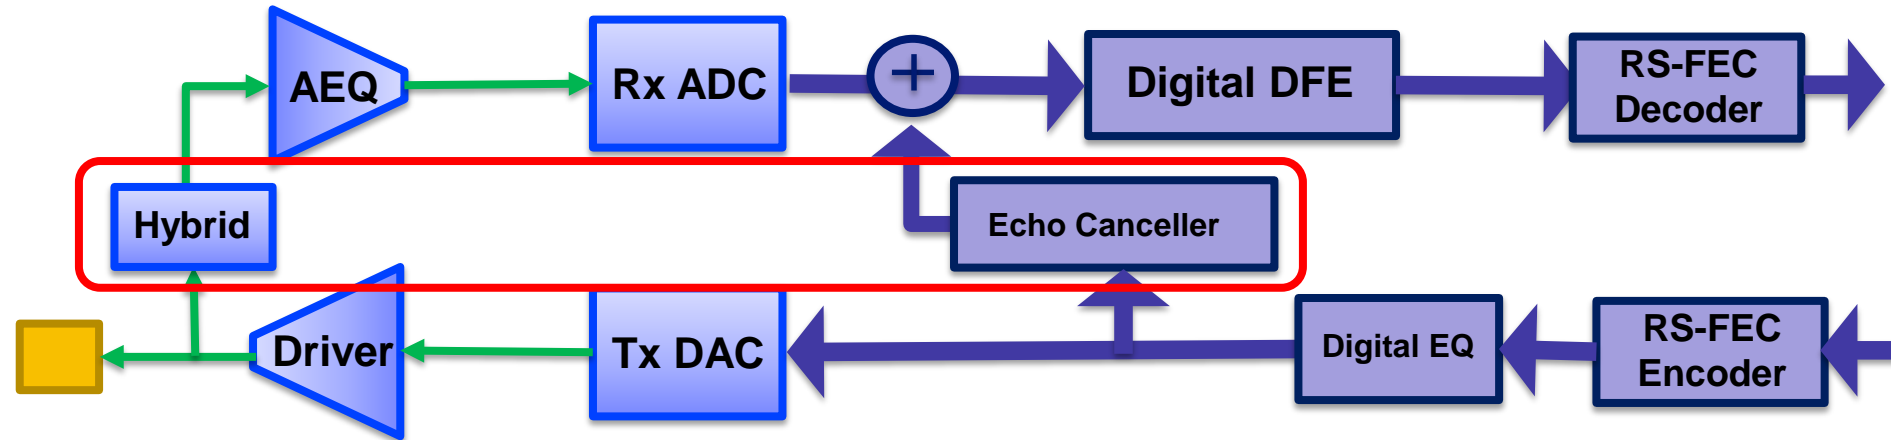 AEQ
Rx ADC
+
Digital DFE
RS-FEC
Decoder
Hybrid
Echo Canceller
Driver
Tx DAC
Digital EQ
RS-FEC
Encoder